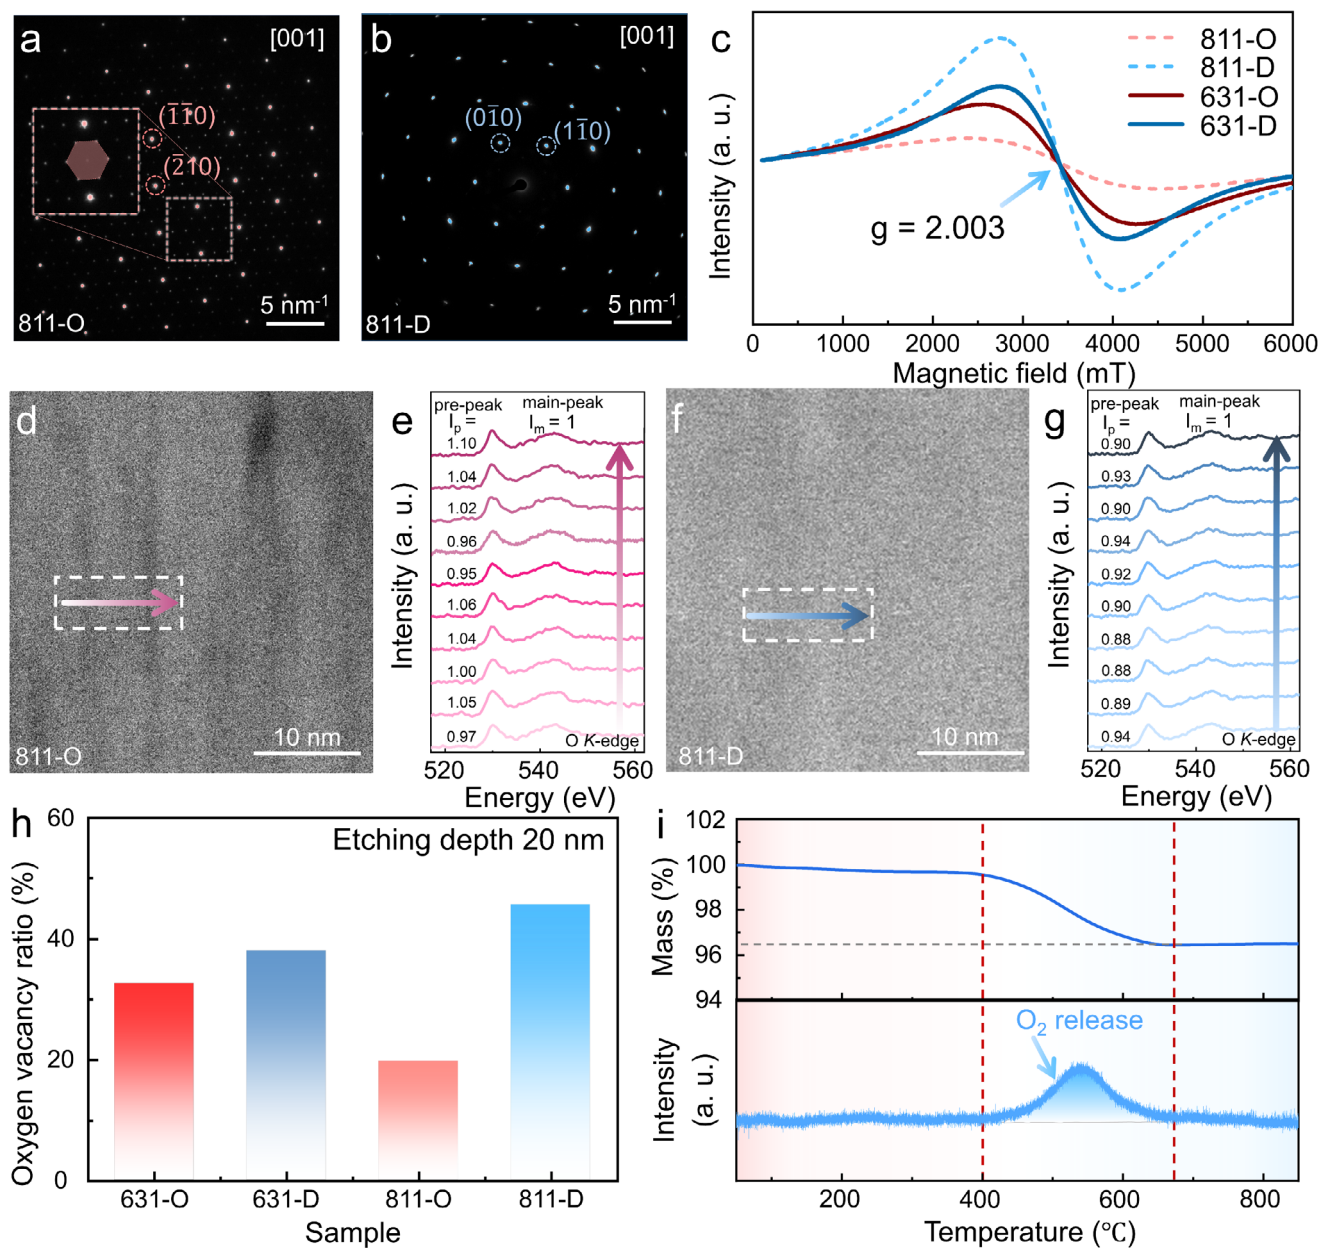 a
[001]
(1̅1̅0)
(2̅10)
5 nm-1
811-O
b
[001]
(01̅0)
(11̅0)
5 nm-1
811-D
c
811-O
811-D
631-O
631-D
g = 2.003
Intensity (a. u.)
0 1000 2000 3000 4000 5000 6000
Magnetic field (mT)
d
811-O
10 nm
e
pre-peak main-peak
Ip = Im = 1
1.10
1.04
1.02
0.96
0.95
1.06
1.04
1.00
1.05
0.97
O K-edge
Intensity (a. u.)
520 540 560
Energy (eV)
f
811-D
10 nm
g
pre-peak main-peak
Ip = Im = 1
0.90
0.93
0.90
0.94
0.92
0.90
0.88
0.88
0.89
0.94
O K-edge
Intensity (a. u.)
520 540 560
Energy (eV)
h
Etching depth 20 nm
Oxygen vacancy ratio (%)
60
40
20
0
631-O 631-D 811-O 811-D
Sample
i
Mass (%)
102
100
98
96
94
O2 release
Intensity
(a. u.)
200 400 600 800
Temperature (℃)